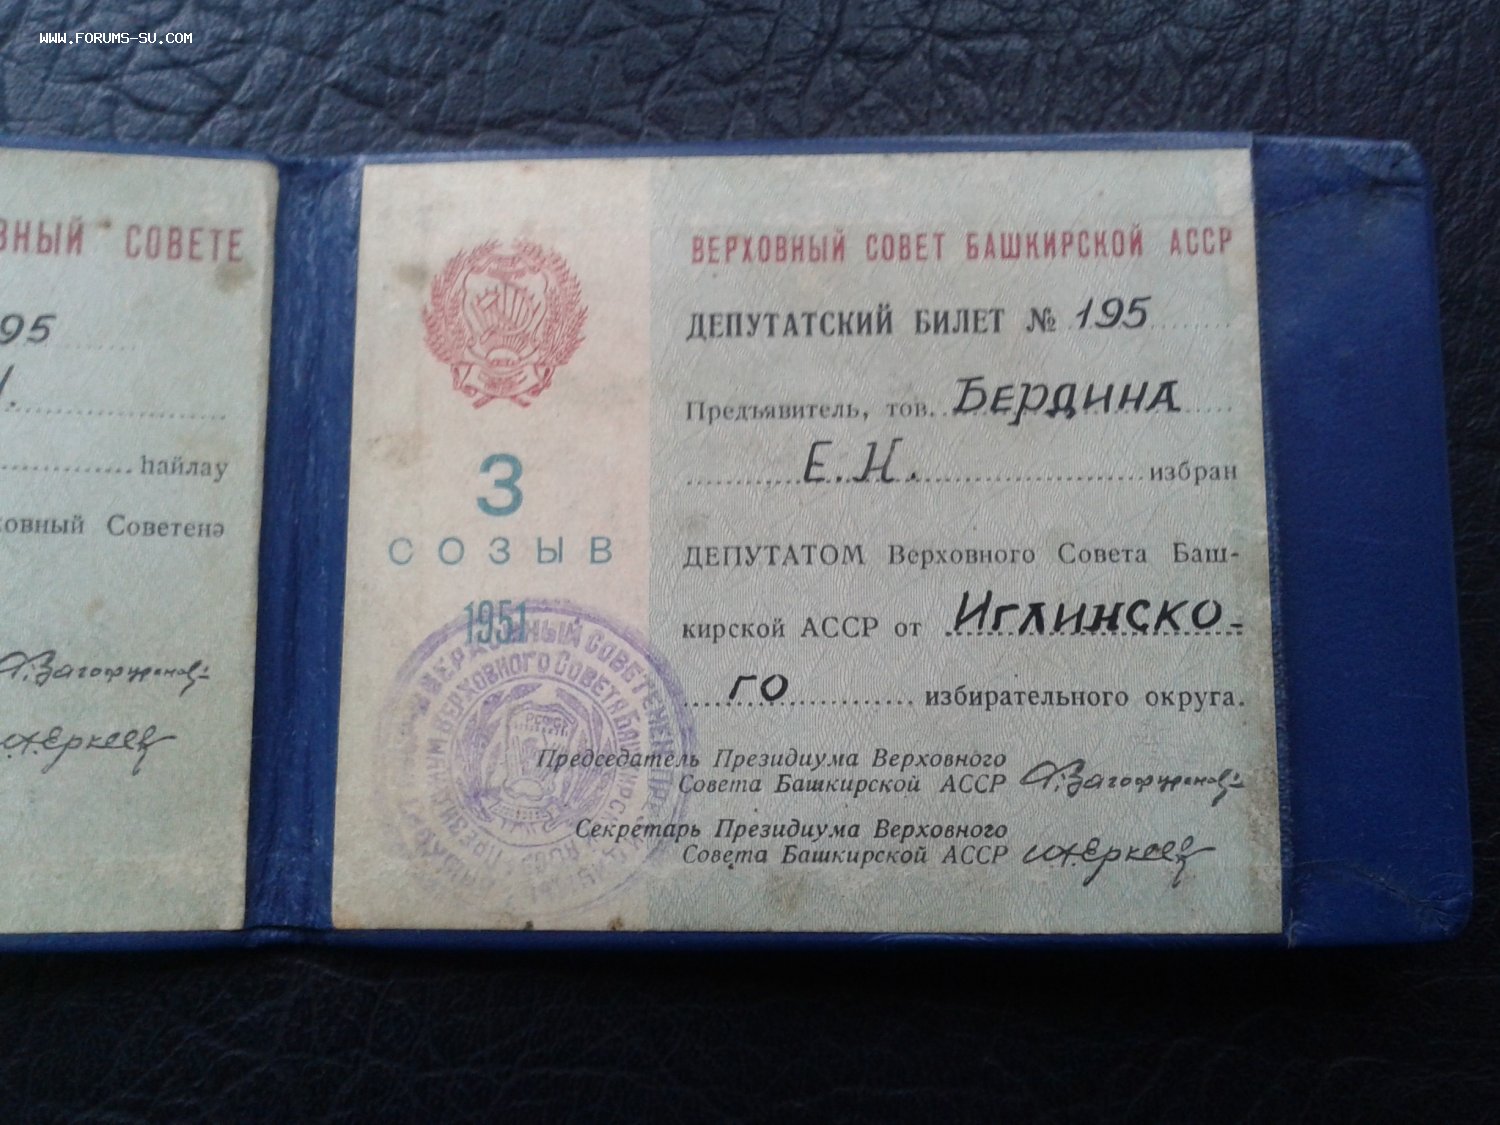 WWW.FORUMS-SU.COM
ВНЫЙ СОВЕТЕ
95
һайлау
ховный Советенә
3
СОЗЫВ
1951
ВЕРХОВНЫЙ СОВЕТ БАШКИРСКОЙ АССР
ДЕПУТАТСКИЙ БИЛЕТ № 195
Предъявитель, тов. Бердина
Е.Н. избран
ДЕПУТАТОМ Верховного Совета Баш-
кирской АССР от Иглинско-
го избирательного округа.
Председатель Президиума Верховного
Совета Башкирской АССР
Секретарь Президиума Верховного
Совета Башкирской АССР